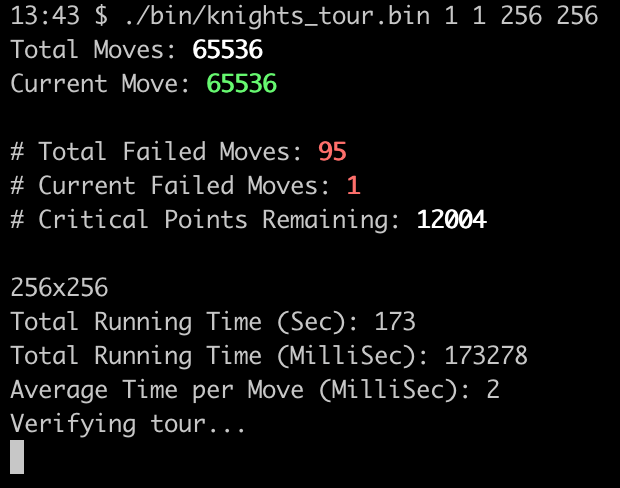 13:43 $ ./bin/knights_tour.bin 1 1 256 256
Total Moves: 65536
Current Move: 65536
# Total Failed Moves: 95
# Current Failed Moves: 1
# Critical Points Remaining: 12004
256x256
Total Running Time (Sec): 173
Total Running Time (MilliSec): 173278
Average Time per Move (MilliSec): 2
Verifying tour...